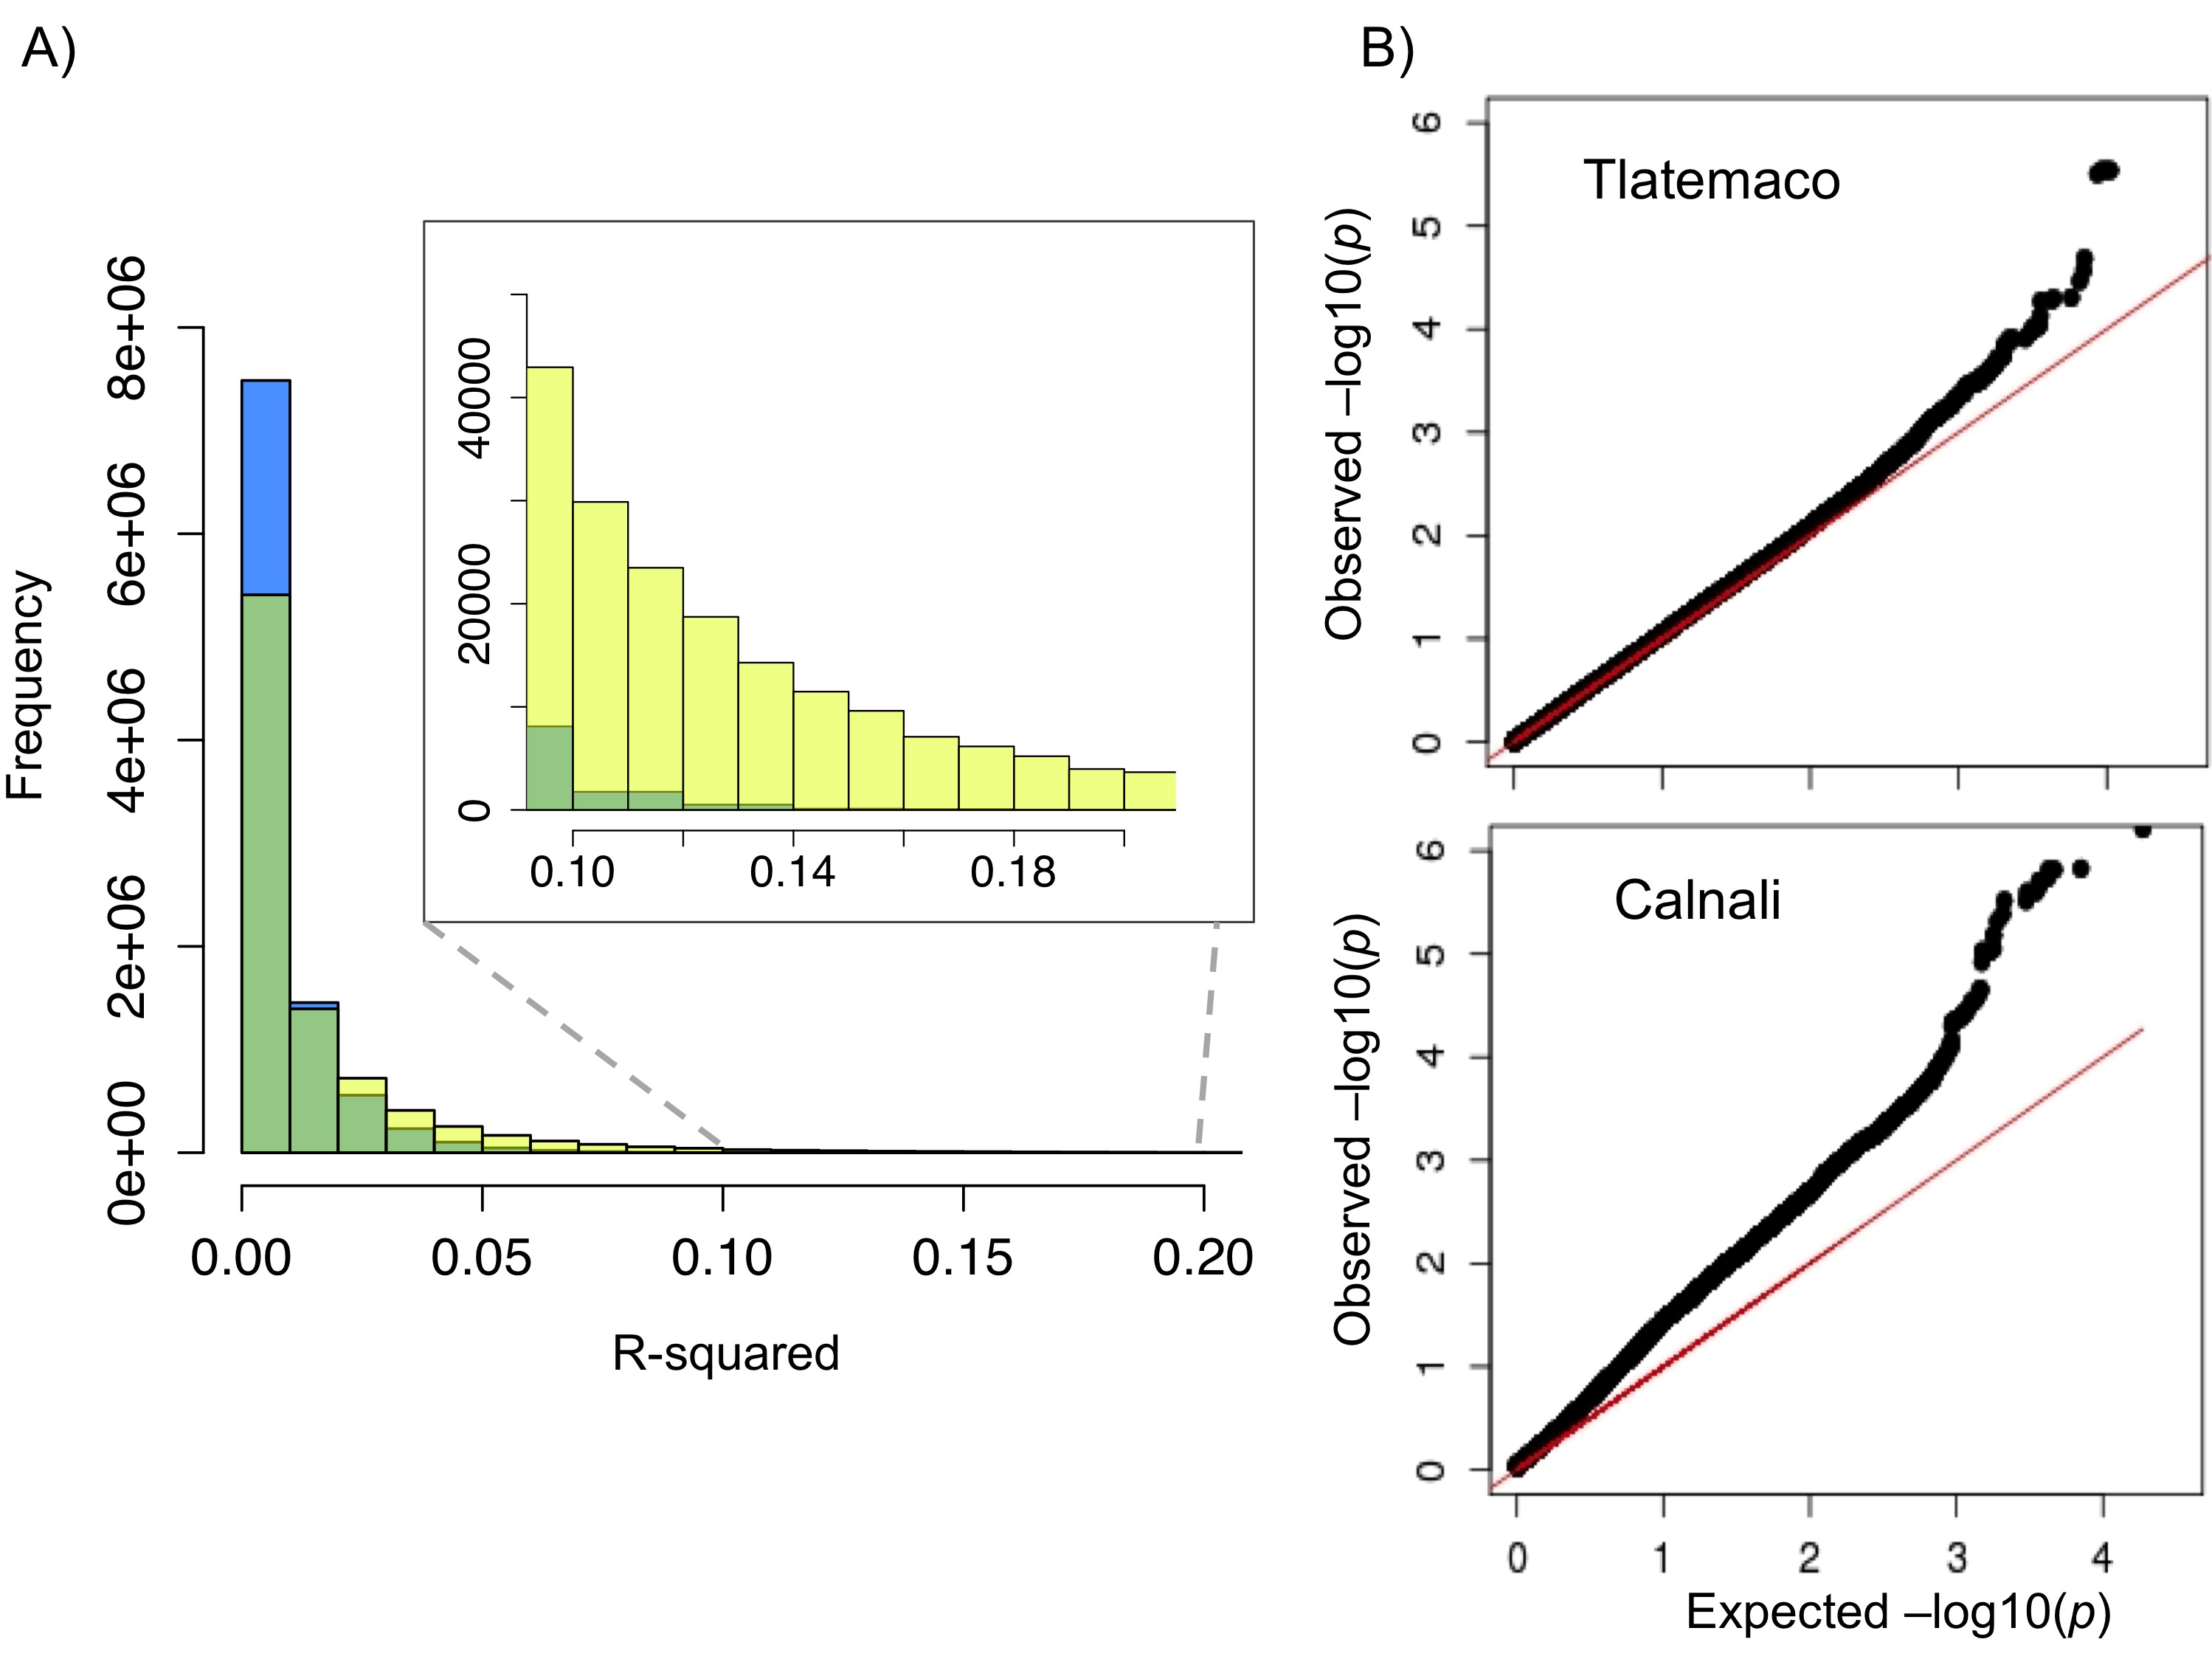 A)
Frequency
8e+06
6e+06
4e+06
2e+06
0e+00
40000
20000
0
0.10 0.14 0.18
0.00 0.05 0.10 0.15 0.20
R-squared
B)
Tlatemaco
Observed –log10(p)
6
5
4
3
2
1
0
Calnali
Observed –log10(p)
6
5
4
3
2
1
0
0 1 2 3 4
Expected –log10(p)